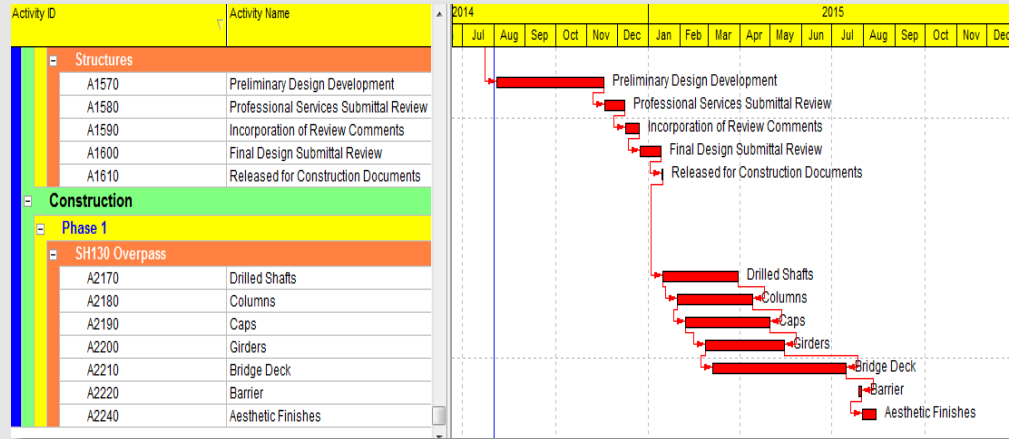 Activity ID Activity Name 2014 2015
Jul Aug Sep Oct Nov Dec Jan Feb Mar Apr May Jun Jul Aug Sep Oct Nov Dec
Structures
A1570 Preliminary Design Development Preliminary Design Development
A1580 Professional Services Submittal Review Professional Services Submittal Review
A1590 Incorporation of Review Comments Incorporation of Review Comments
A1600 Final Design Submittal Review Final Design Submittal Review
A1610 Released for Construction Documents Released for Construction Documents
Construction
Phase 1
SH130 Overpass
A2170 Drilled Shafts Drilled Shafts
A2180 Columns Columns
A2190 Caps Caps
A2200 Girders Girders
A2210 Bridge Deck Bridge Deck
A2220 Barrier Barrier
A2240 Aesthetic Finishes Aesthetic Finishes